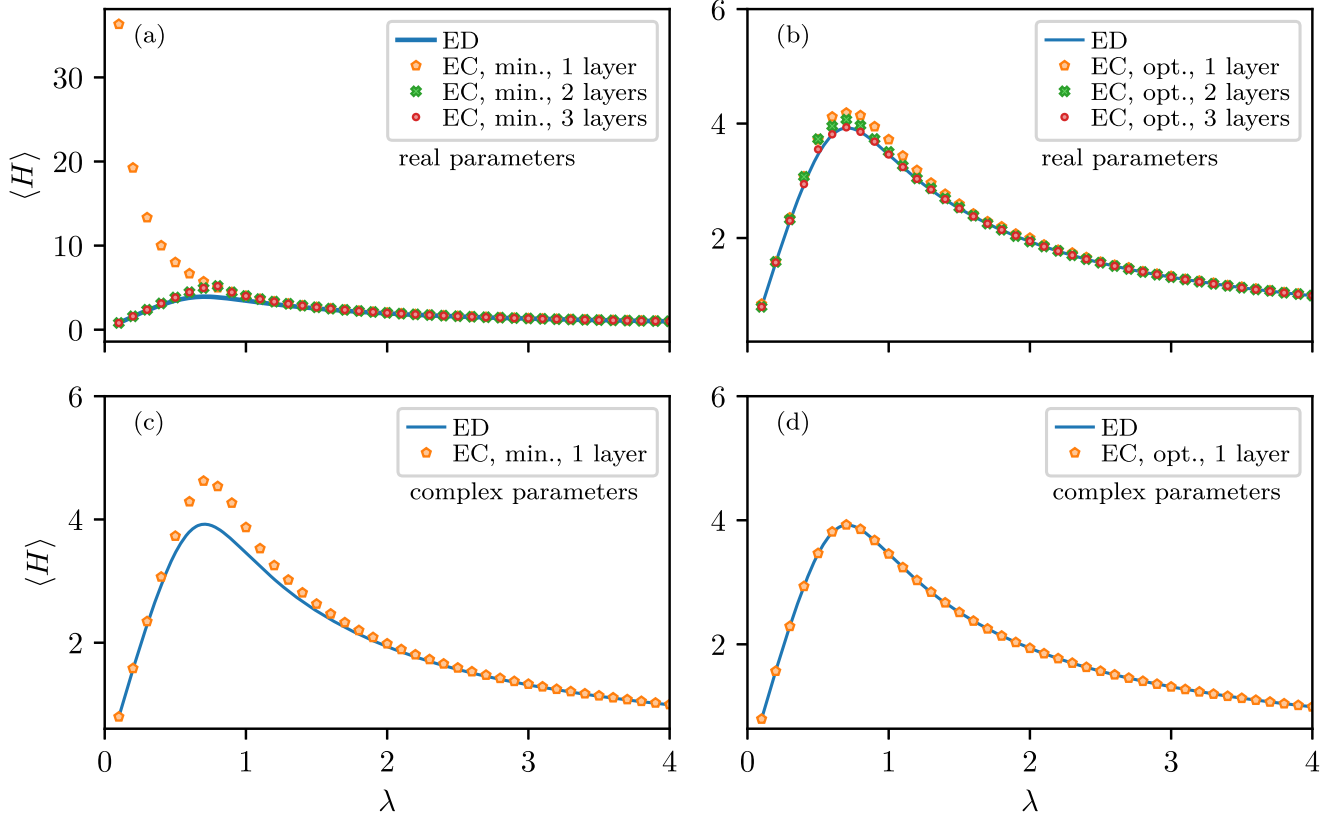 (a)
ED
EC, min., 1 layer
EC, min., 2 layers
EC, min., 3 layers
real parameters
30
20
10
0
⟨H⟩
(b)
ED
EC, opt., 1 layer
EC, opt., 2 layers
EC, opt., 3 layers
real parameters
6
4
2
(c)
ED
EC, min., 1 layer
complex parameters
6
4
2
⟨H⟩
0 1 2 3 4
λ
(d)
ED
EC, opt., 1 layer
complex parameters
6
4
2
0 1 2 3 4
λ